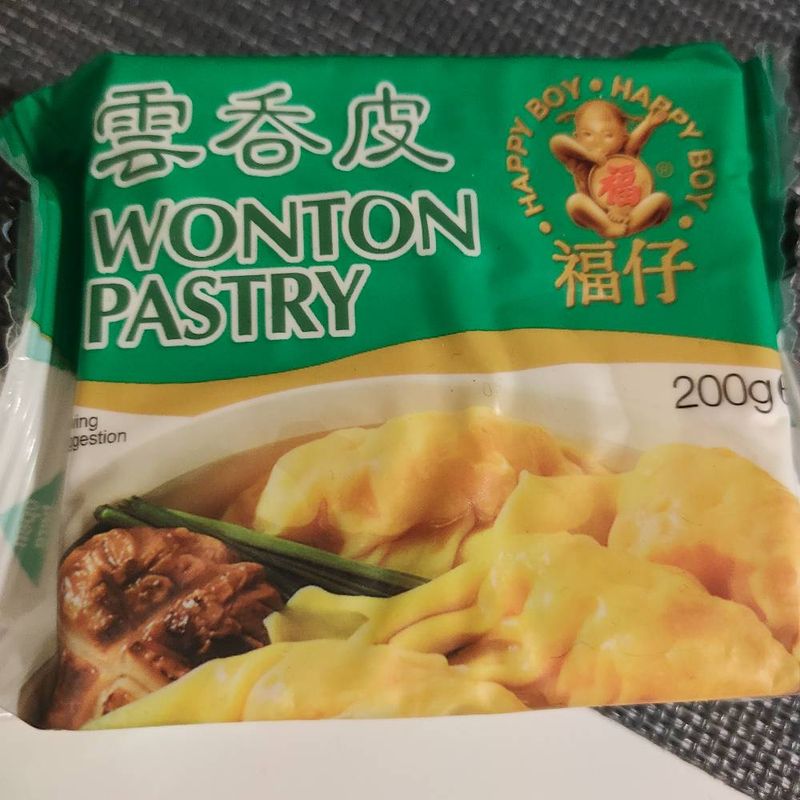 雲吞皮
WONTON
PASTRY
HAPPY BOY • HAPPY BOY
福
®
福仔
200g